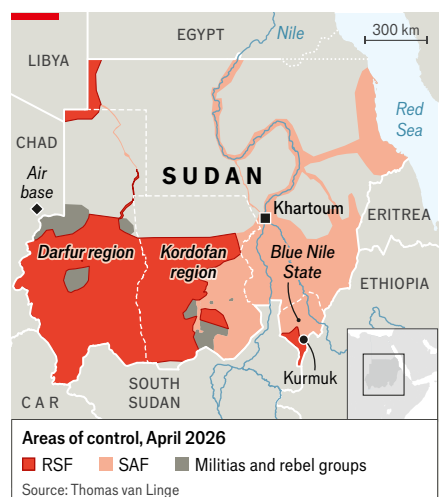 EGYPT
Nile
300 km
LIBYA
Red
Sea
CHAD
Air
base
SUDAN
Khartoum
ERITREA
Darfur region
Kordofan
region
Blue Nile
State
ETHIOPIA
Kurmuk
SOUTH
SUDAN
CAR
Areas of control, April 2026
RSF SAF Militias and rebel groups
Source: Thomas van Linge